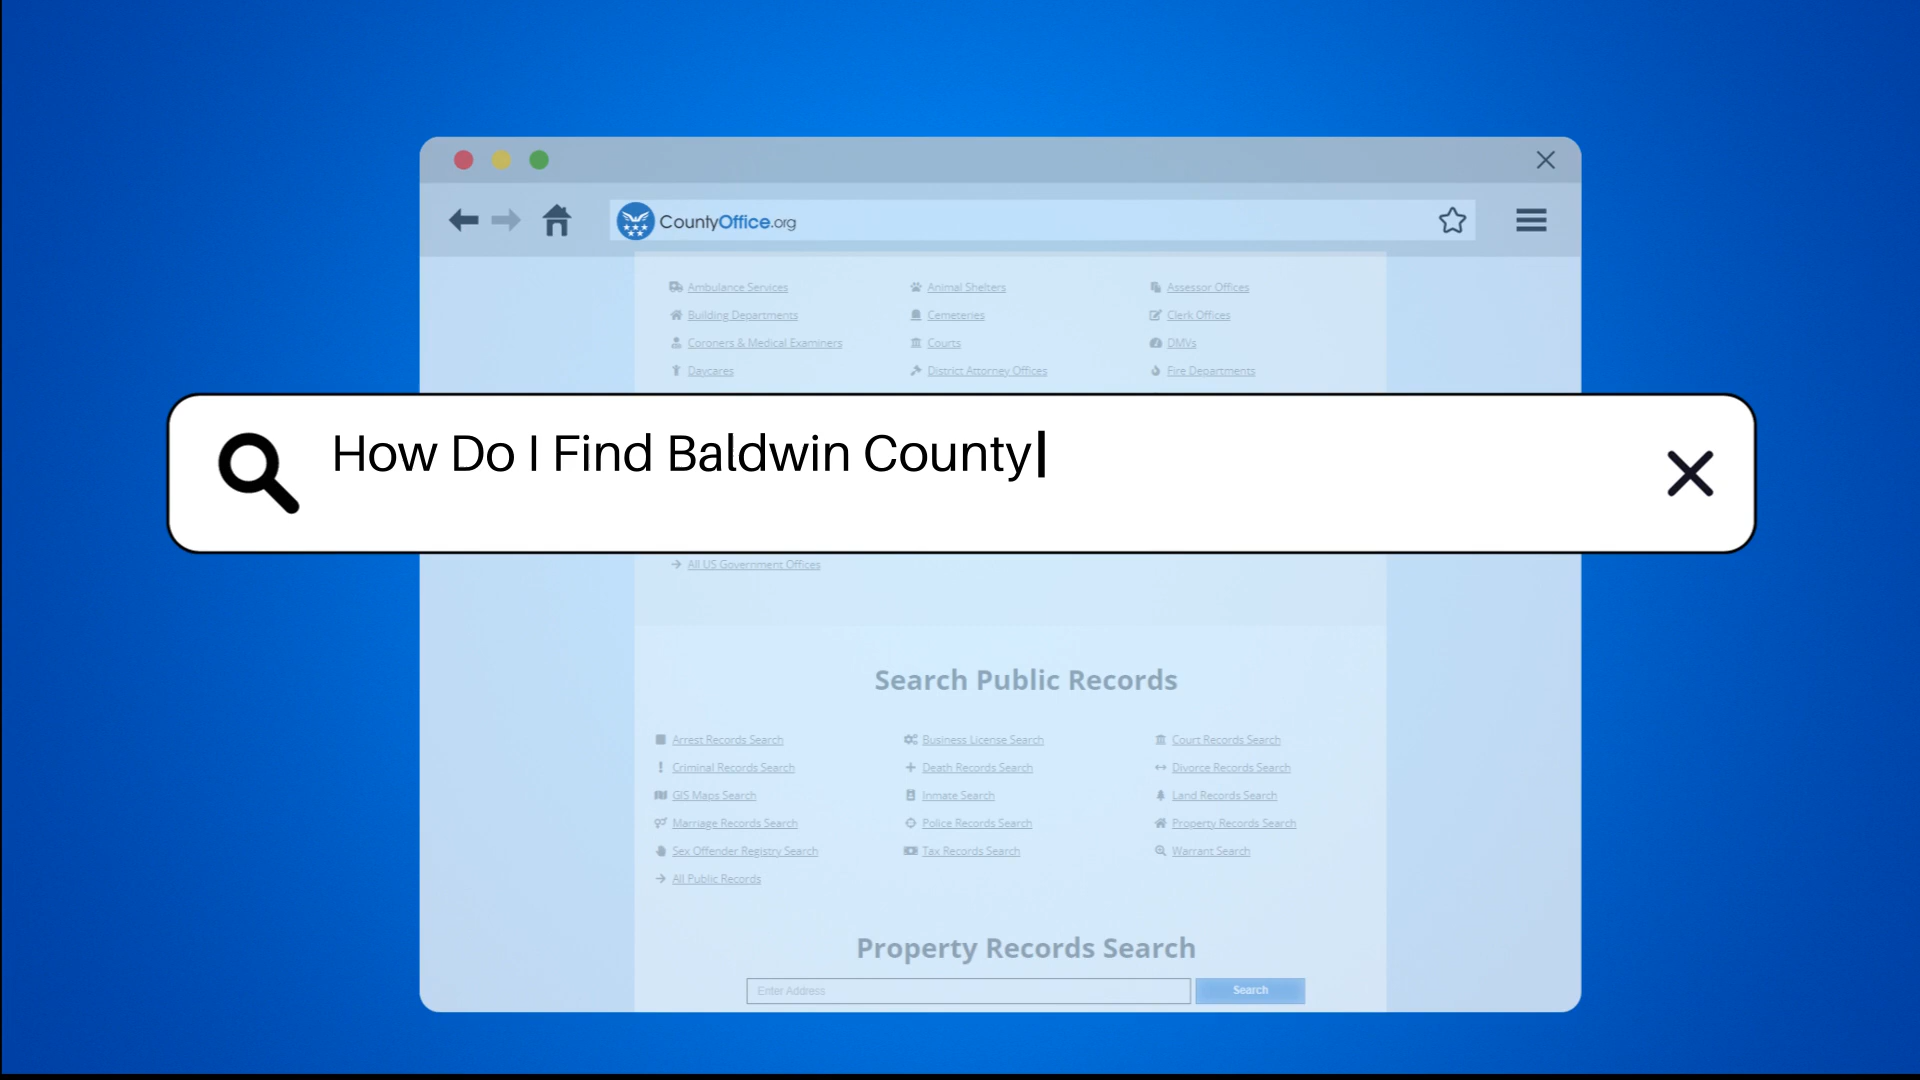 CountyOffice.org
Ambulance Services Animal Shelters Assessor Offices
Building Departments Cemeteries Clerk Offices
Coroners & Medical Examiners Courts DMVs
Daycares District Attorney Offices Fire Departments
How Do I Find Baldwin County
All US Government Offices
Search Public Records
Arrest Records Search Business License Search Court Records Search
Criminal Records Search Death Records Search Divorce Records Search
GIS Maps Search Inmate Search Land Records Search
Marriage Records Search Police Records Search Property Records Search
Sex Offender Registry Search Tax Records Search Warrant Search
All Public Records
Property Records Search
Enter Address Search